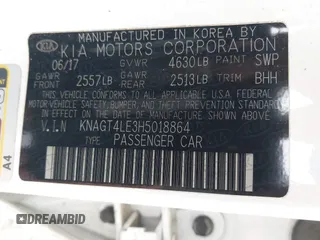 MANUFACTURED IN KOREA BY
KIA KIA MOTORS CORPORATION
06/17 GVWR 4630LB PAINT SWP
GAWR FRONT 2557LB GAWR REAR 2513LB TRIM BHH
THIS VEHICLE CONFORMS TO ALL APPLICABLE
FEDERAL MOTOR VEHICLE SAFETY, BUMPER, AND
THEFT PREVENTION STANDARDS IN EFFECT ON
THE DATE OF MANUFACTURE SHOWN ABOVE.
V.I.N KNAGT4LE3H5018864
TYPE: PASSENGER CAR
A4
DREAMBID